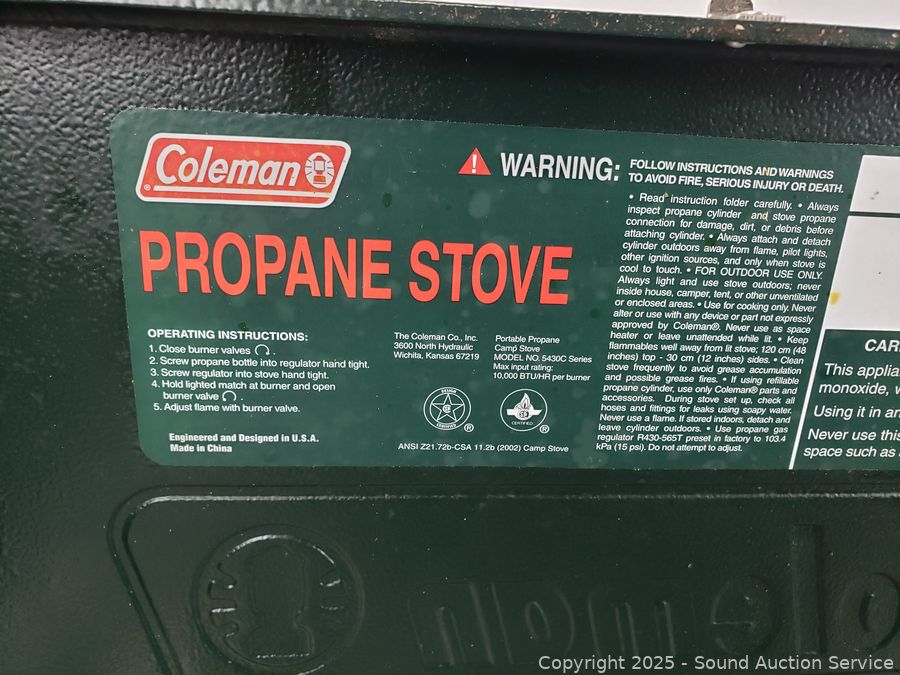 Coleman
®
PROPANE STOVE
OPERATING INSTRUCTIONS:
1. Close burner valves
2. Screw propane bottle into regulator hand tight.
3. Screw regulator into stove hand tight.
4. Hold lighted match at burner and open
burner valve
5. Adjust flame with burner valve.
Engineered and Designed in U.S.A.
Made in China
The Coleman Co., Inc.
3600 North Hydraulic
Wichita, Kansas 67219
Portable Propane
Camp Stove
MODEL NO. 5430C Series
Max input rating:
10,000 BTU/HR per burner
DESIGN
CERTIFIED
®
CERTIFIED
®
ANSI Z21.72b-CSA 11.2b (2002) Camp Stove
WARNING:
FOLLOW INSTRUCTIONS AND WARNINGS
TO AVOID FIRE, SERIOUS INJURY OR DEATH.
• Read instruction folder carefully. • Always
inspect propane cylinder and stove propane
connection for damage, dirt, or debris before
attaching cylinder. • Always attach and detach
cylinder outdoors away from flame, pilot lights,
other ignition sources, and only when stove is
cool to touch. • FOR OUTDOOR USE ONLY.
Always light and use stove outdoors; never
inside house, camper, tent, or other unventilated
or enclosed areas. • Use for cooking only. Never
alter or use with any device or part not expressly
approved by Coleman®. Never use as space
heater or leave unattended while lit. • Keep
flammables well away from lit stove; 120 cm (48
inches) top - 30 cm (12 inches) sides. • Clean
stove frequently to avoid grease accumulation
and possible grease fires. • If using refillable
propane cylinder, use only Coleman® parts and
accessories. During stove set up, check all
hoses and fittings for leaks using soapy water.
Never use a flame. If stored indoors, detach and
leave cylinder outdoors. • Use propane gas
regulator R430-565T preset in factory to 103.4
kPa (15 psi). Do not attempt to adjust.
CAR
This applia
monoxide, w
Using it in an
Never use this
space such as
oleman
Copyright 2025 - Sound Auction Service